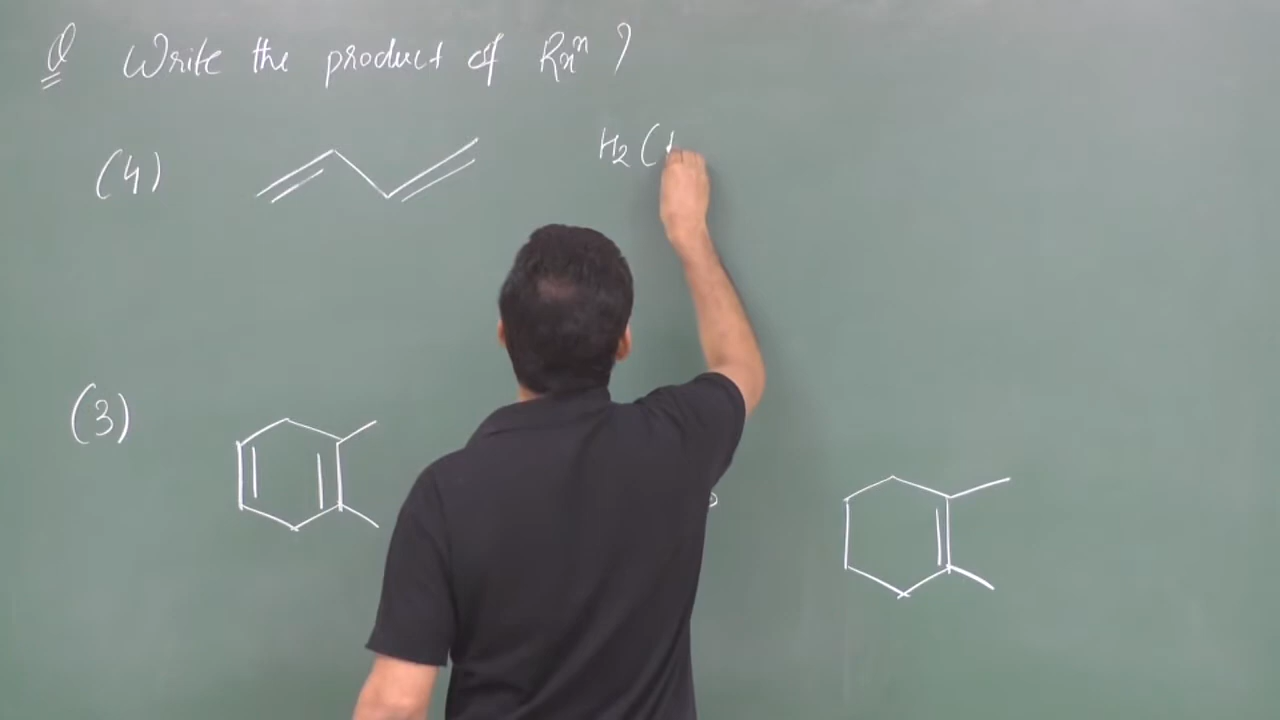 Q Write the product of Rxn ?
(4) H2 (
(3)